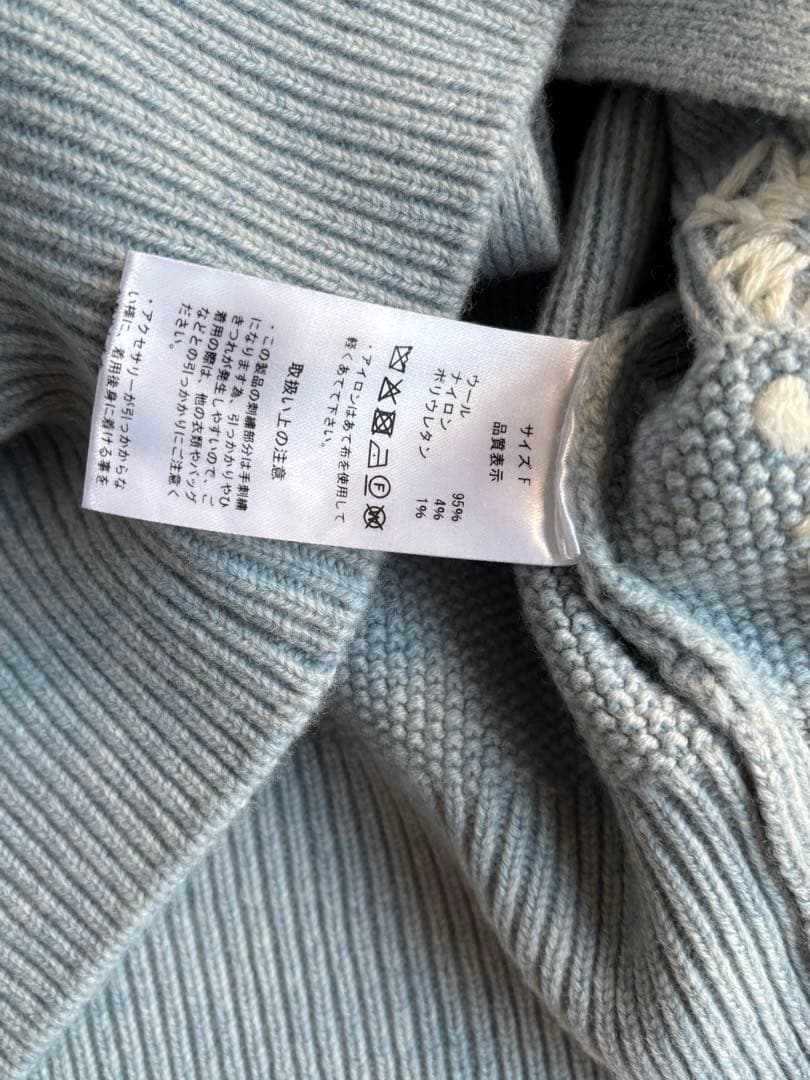 サイズ F
品質表示
ウール 95%
ナイロン 4%
ポリウレタン 1%
・アイロンはあて布を使用して
軽くあてて下さい。
取扱い上の注意
・この製品の刺繍部分は手刺繍
になります為、引っかかりやひ
きつれが発生しやすいので、ご
着用の際は、他の衣類やバッグ
などとの引っかかりにご注意く
ださい。
・アクセサリーが引っかからな
い様に、着用後身に着ける事を